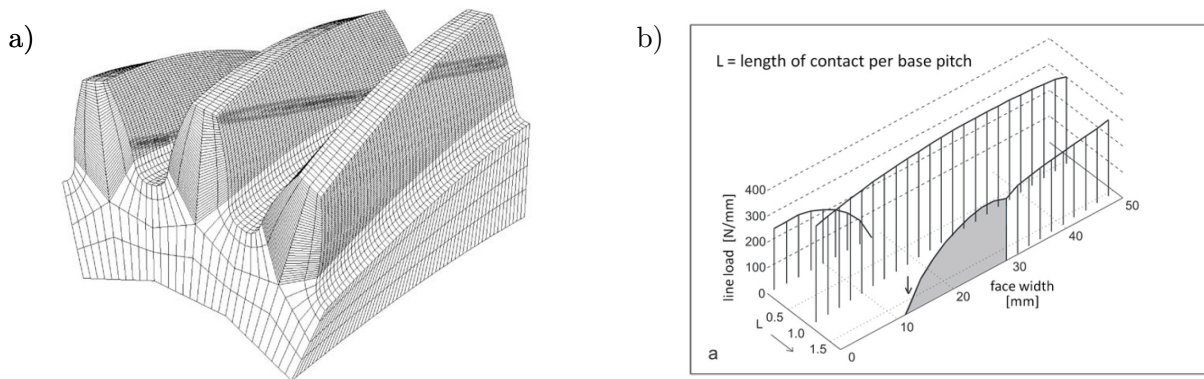 a)
b)
L = length of contact per base pitch
line load [N/mm]
400
300
200
100
0
0.5
1.0
1.5
L
0
10
20
30
40
50
face width
[mm]
a